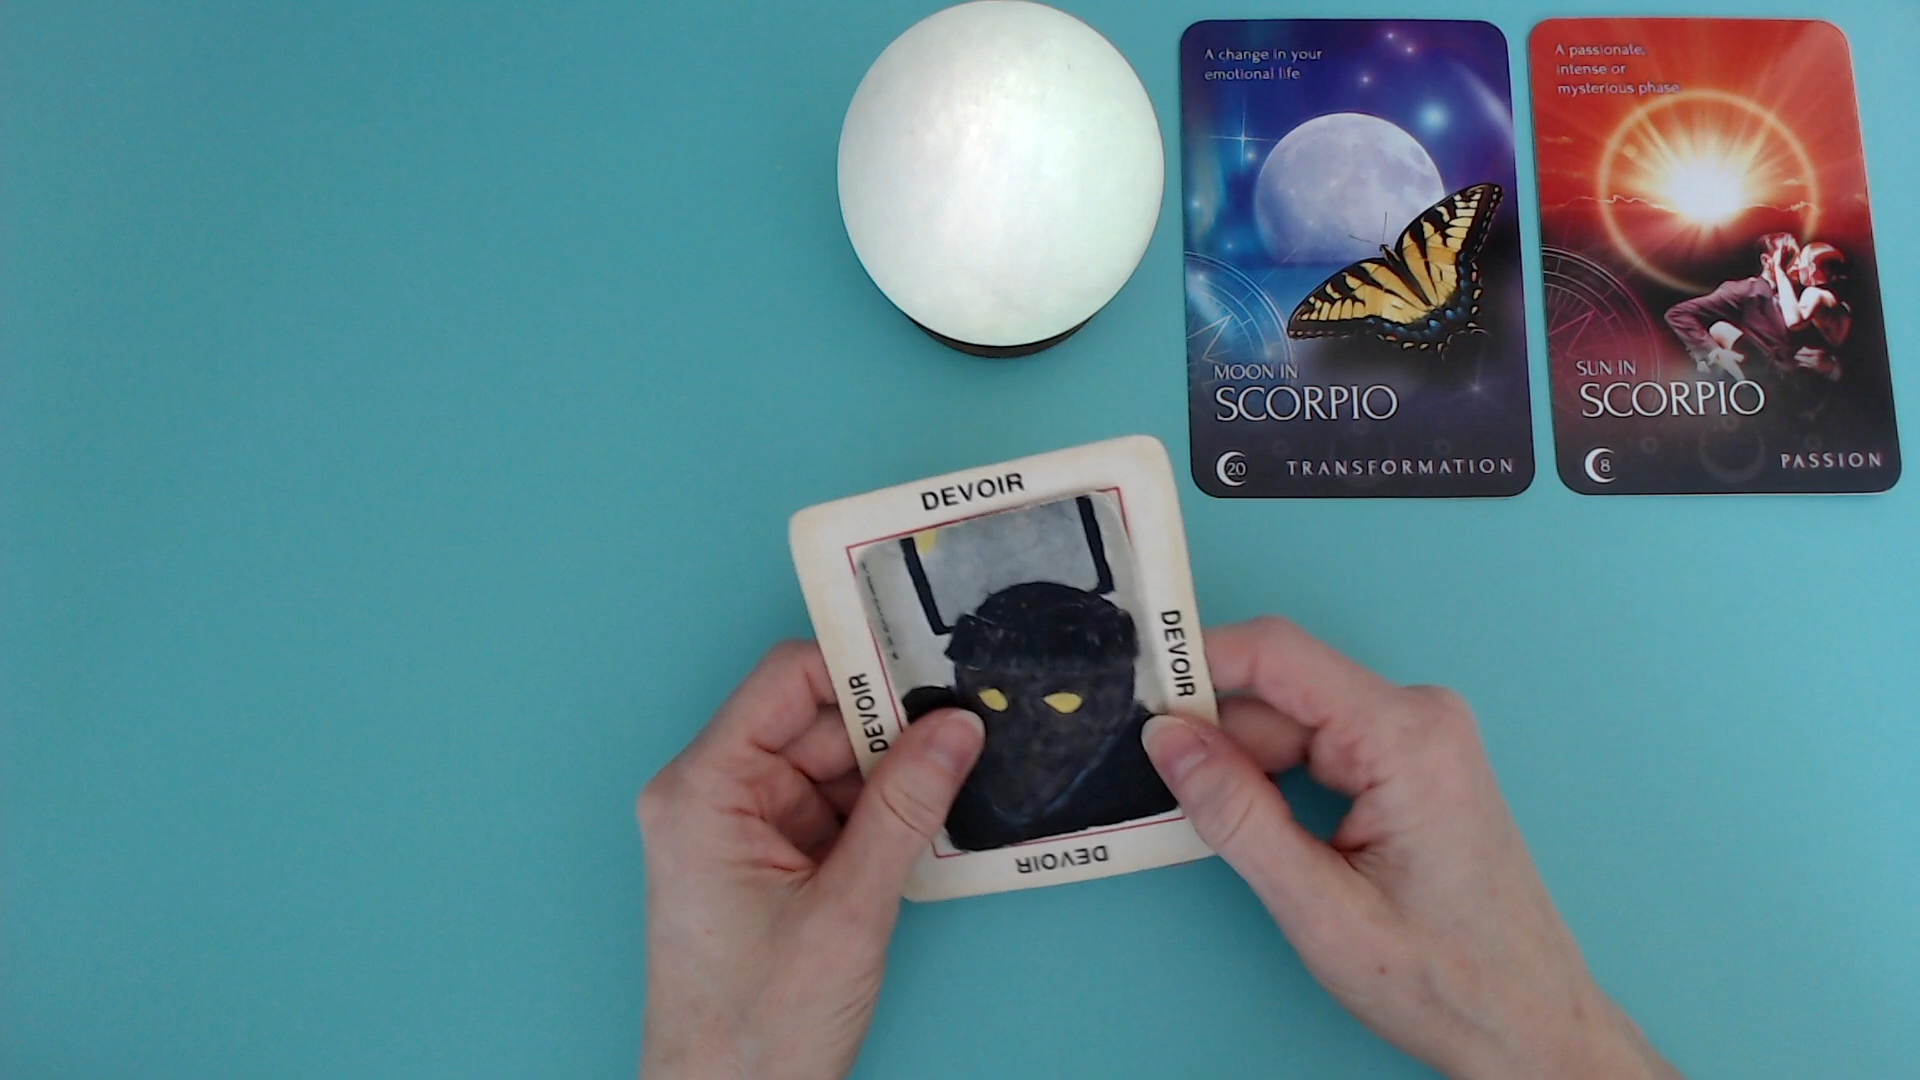 A change in your
emotional life
MOON IN
SCORPIO
20
TRANSFORMATION
A passionate,
intense or
mysterious phase
SUN IN
SCORPIO
8
PASSION
DEVOIR
DEVOIR
DEVOIR
DEVOIR